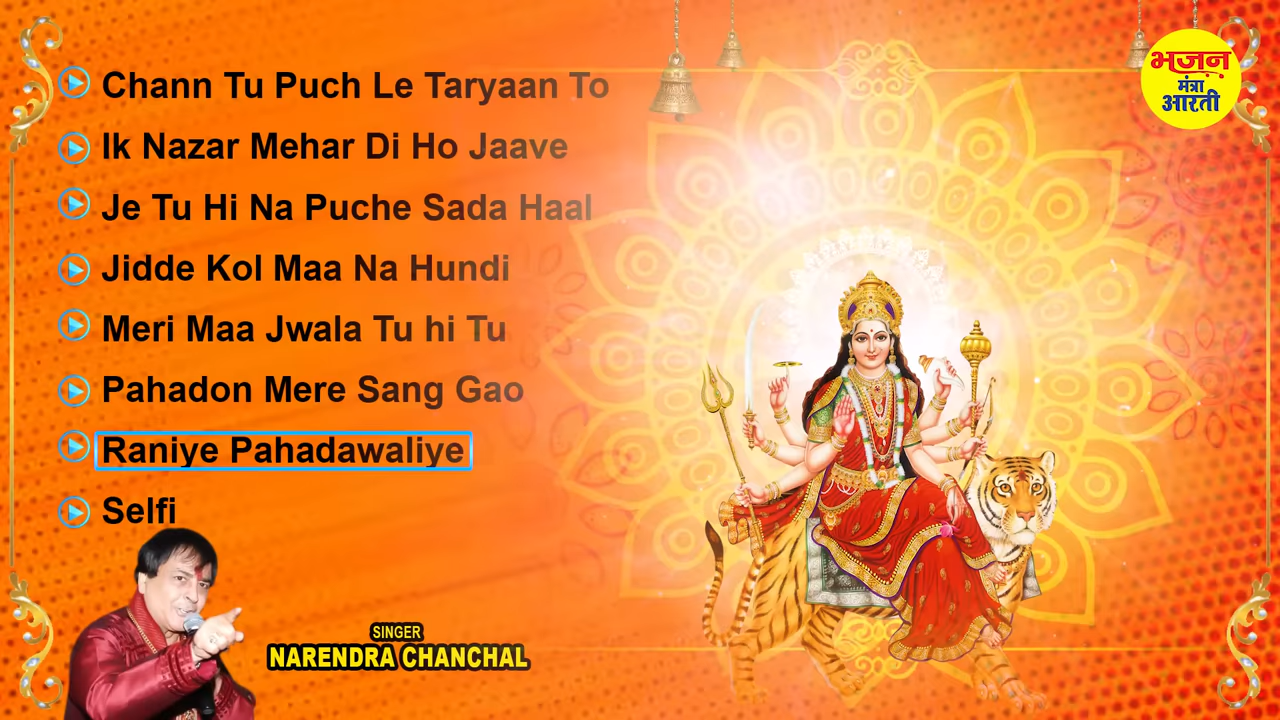 Chann Tu Puch Le Taryaan To
Ik Nazar Mehar Di Ho Jaave
Je Tu Hi Na Puche Sada Haal
Jidde Kol Maa Na Hundi
Meri Maa Jwala Tu hi Tu
Pahadon Mere Sang Gao
Raniye Pahadawaliye
Selfi
SINGER
NARENDRA CHANCHAL
भजन
मंत्रा
आरती